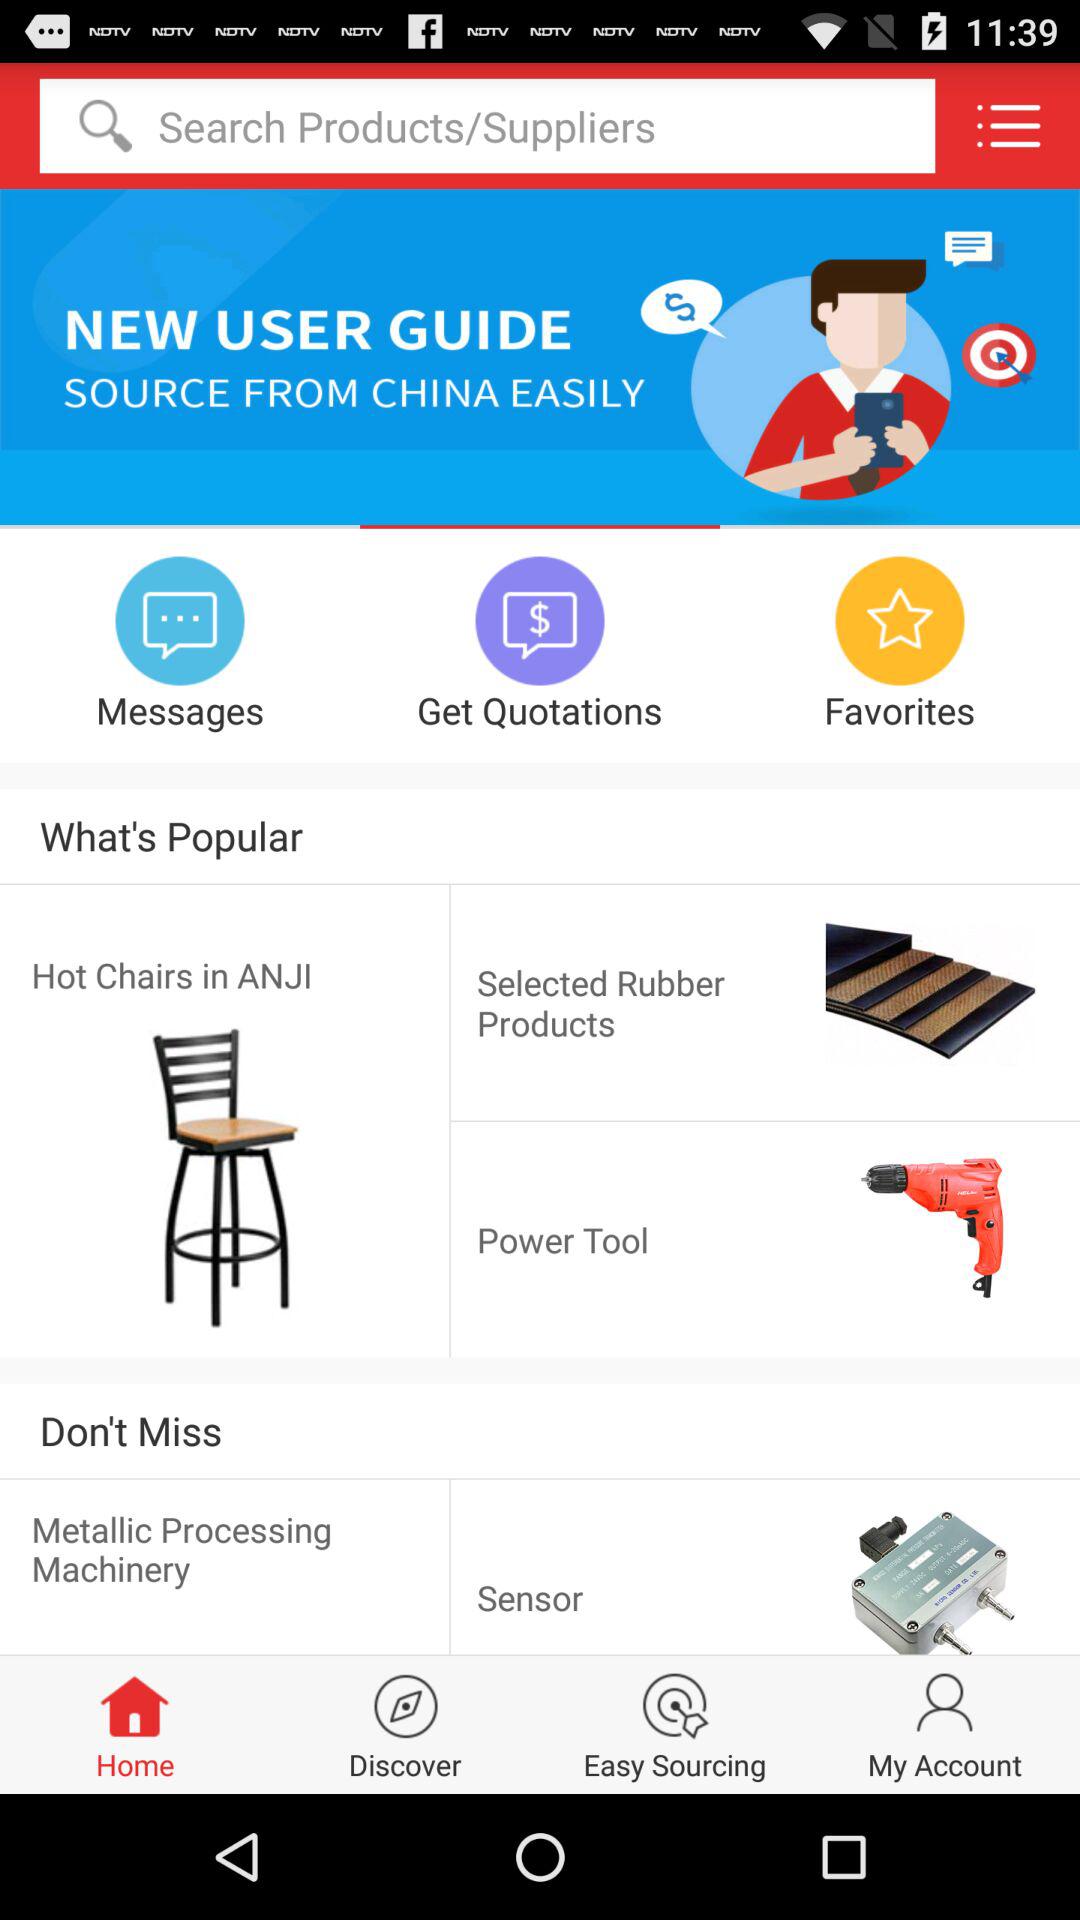 NDTV NDTV NDTV NDTV NDTV NDTV NDTV NDTV NDTV NDTV 11:39
Search Products/Suppliers
NEW USER GUIDE
SOURCE FROM CHINA EASILY
Messages
Get Quotations
Favorites
What's Popular
Hot Chairs in ANJI
Selected Rubber
Products
Power Tool
Don't Miss
Metallic Processing
Machinery
Sensor
Home
Discover
Easy Sourcing
My Account